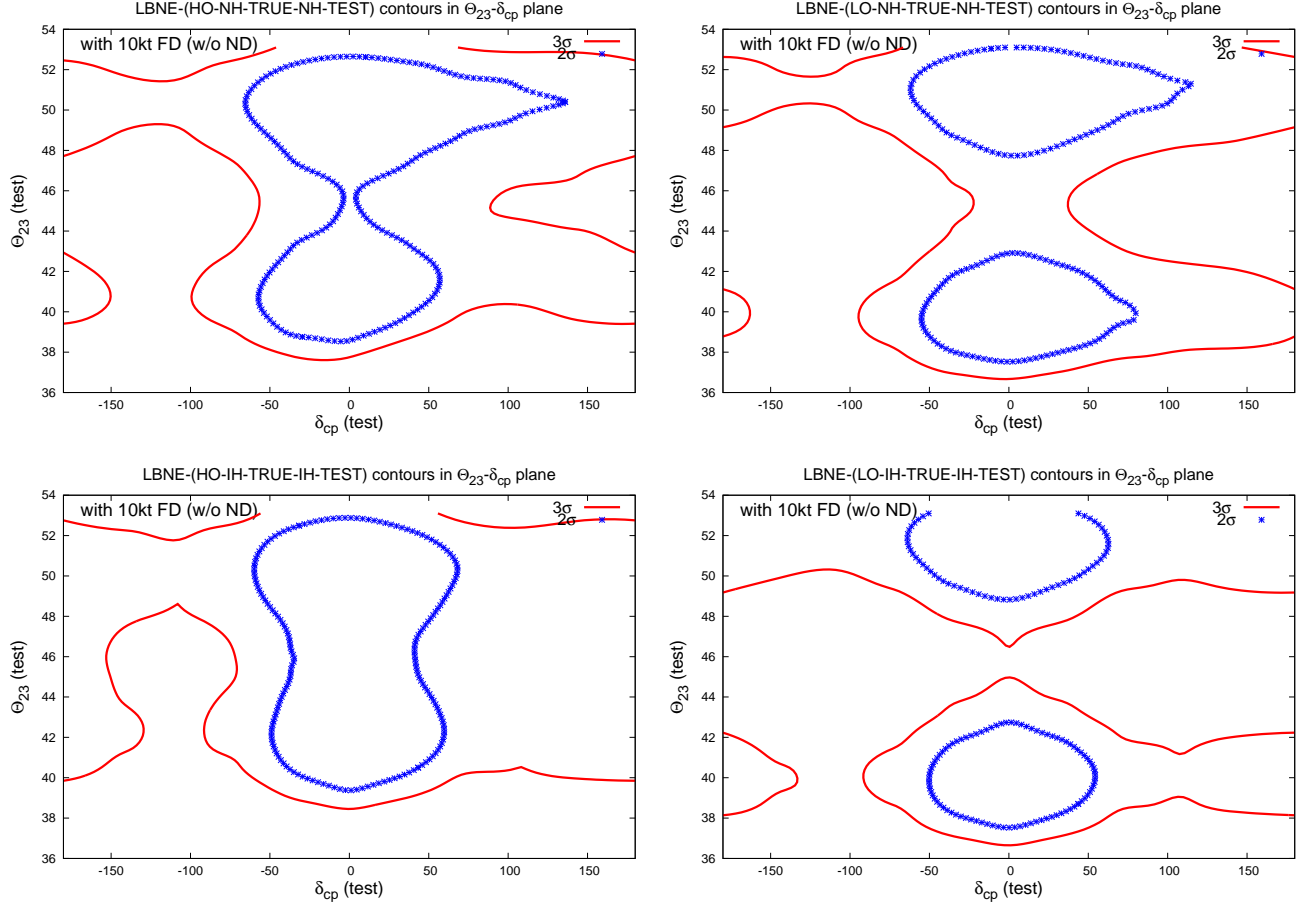 LBNE-(HO-NH-TRUE-NH-TEST) contours in Θ23-δcp plane
with 10kt FD (w/o ND)
3σ
2σ
54
52
50
48
46
44
42
40
38
36
Θ23 (test)
-150 -100 -50 0 50 100 150
δcp (test)
LBNE-(LO-NH-TRUE-NH-TEST) contours in Θ23-δcp plane
with 10kt FD (w/o ND)
3σ
2σ
54
52
50
48
46
44
42
40
38
36
Θ23 (test)
-150 -100 -50 0 50 100 150
δcp (test)
LBNE-(HO-IH-TRUE-IH-TEST) contours in Θ23-δcp plane
with 10kt FD (w/o ND)
3σ
2σ
54
52
50
48
46
44
42
40
38
36
Θ23 (test)
-150 -100 -50 0 50 100 150
δcp (test)
LBNE-(LO-IH-TRUE-IH-TEST) contours in Θ23-δcp plane
with 10kt FD (w/o ND)
3σ
2σ
54
52
50
48
46
44
42
40
38
36
Θ23 (test)
-150 -100 -50 0 50 100 150
δcp (test)